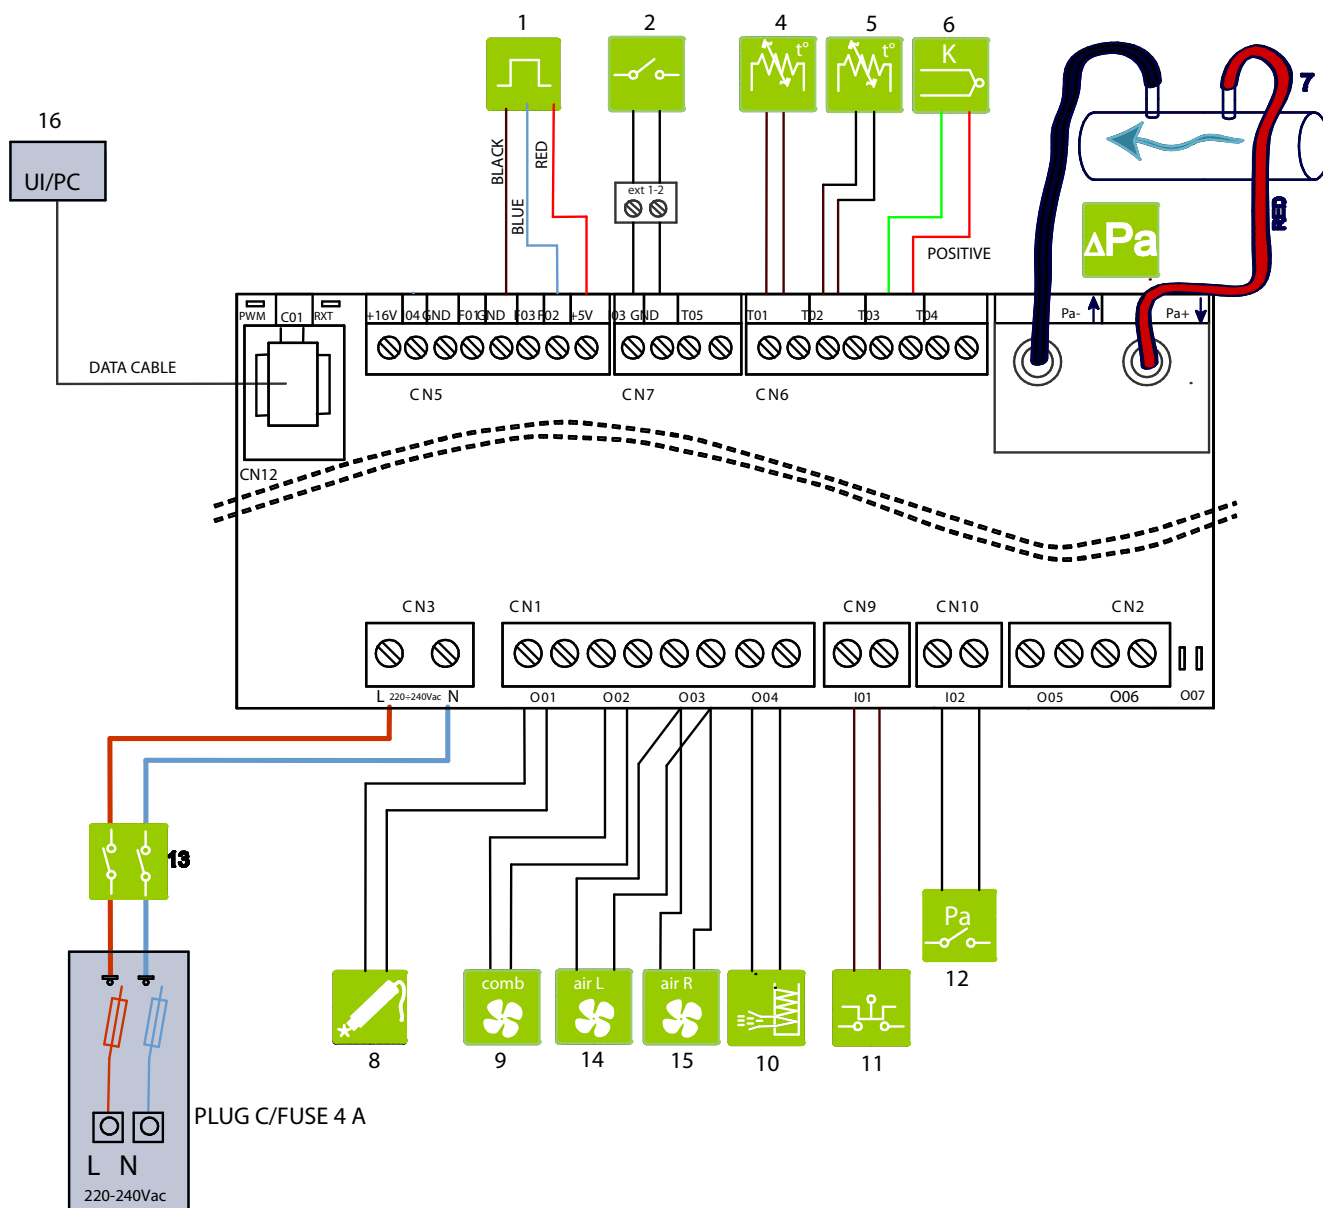 1 2 4 5 6
t° t° K
7
16
UI/PC
BLACK
BLUE
RED
ext 1-2
POSITIVE
RED
ΔPa
PWM C01 RXT
+16V I04 GND F01 GND F03 F02 +5V
I03 GND T05
T01 T02 T03 T04
Pa- Pa+
DATA CABLE
CN5 CN7 CN6
CN12
CN3 CN1 CN9 CN10 CN2
L 220÷240Vac N
O01 O02 O03 O04 I01 I02 O05 O06 O07
13
Pa
12
comb air L air R
8 9 14 15 10 11
PLUG C/FUSE 4 A
L N
220-240Vac